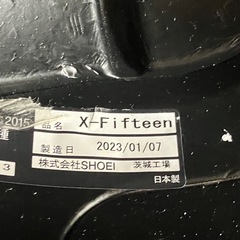 2015
品名 X-Fifteen
製造日 2023/01/07
3 株式会社SHOEI 茨城工場
日本製